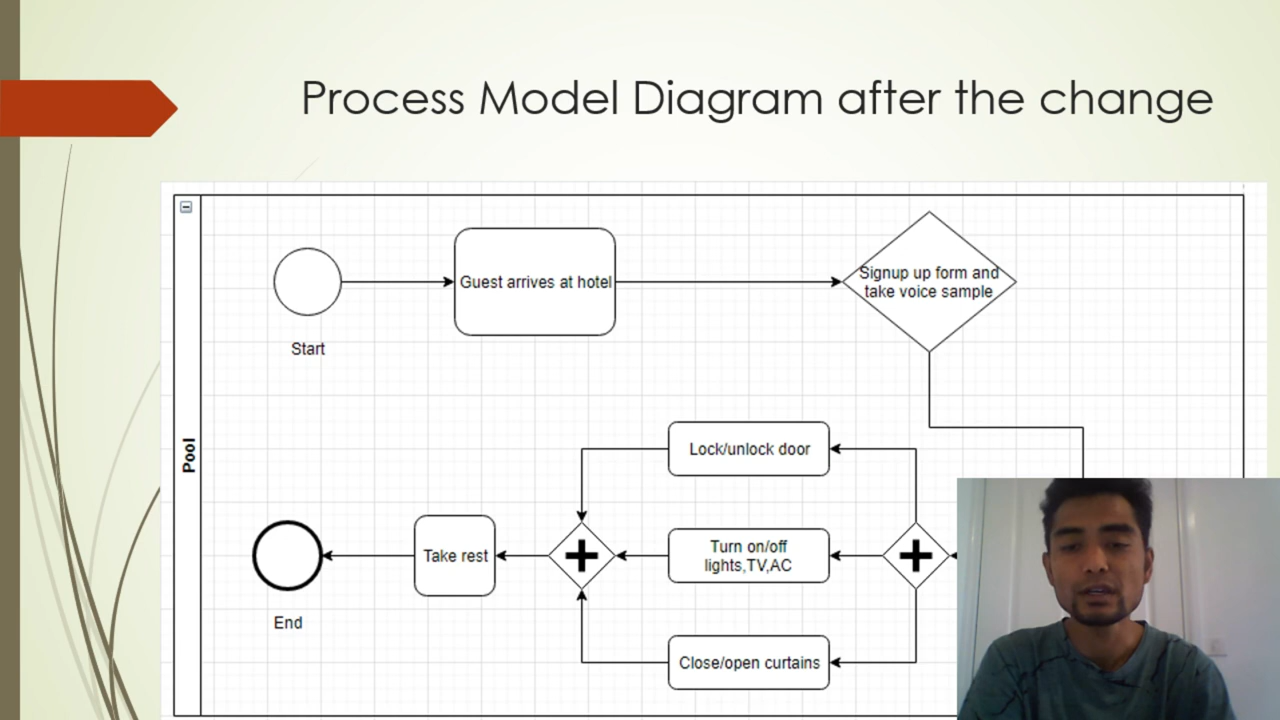 Process Model Diagram after the change
Pool
Start
Guest arrives at hotel
Signup up form and
take voice sample
Lock/unlock door
Turn on/off
lights,TV,AC
Close/open curtains
Take rest
End